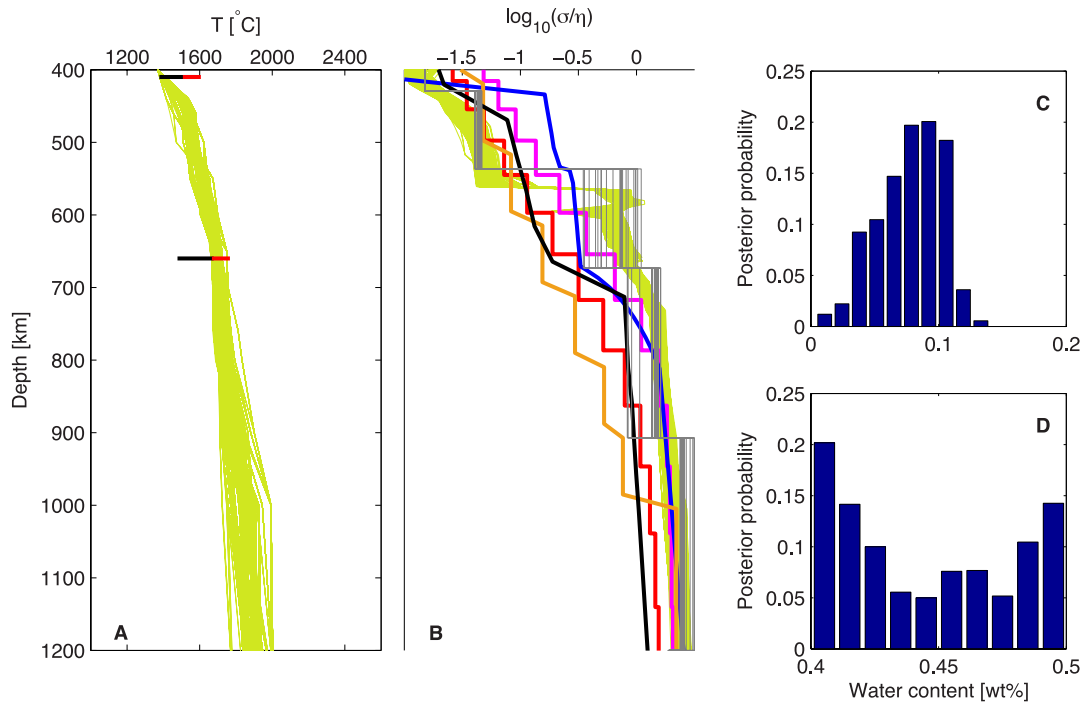 T [°C]
1200 1600 2000 2400
400
500
600
700
800
900
1000
1100
1200
Depth [km]
A
log10(σ/η)
−1.5 −1 −0.5 0
B
0.25
0.2
0.15
0.1
0.05
0
Posterior probability
C
0 0.1 0.2
0.25
0.2
0.15
0.1
0.05
0
Posterior probability
D
0.4 0.45 0.5
Water content [wt%]